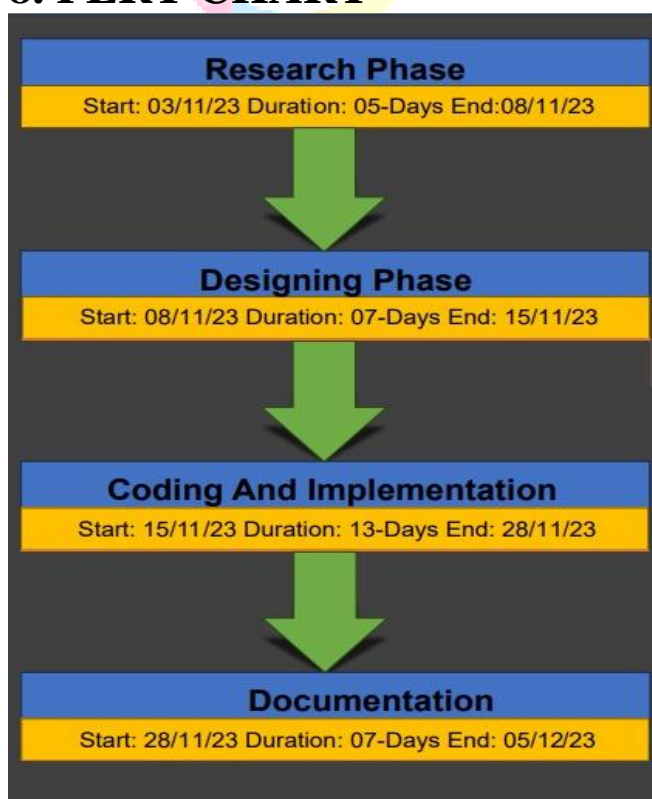 Research Phase
Start: 03/11/23 Duration: 05-Days End:08/11/23
Designing Phase
Start: 08/11/23 Duration: 07-Days End: 15/11/23
Coding And Implementation
Start: 15/11/23 Duration: 13-Days End: 28/11/23
Documentation
Start: 28/11/23 Duration: 07-Days End: 05/12/23